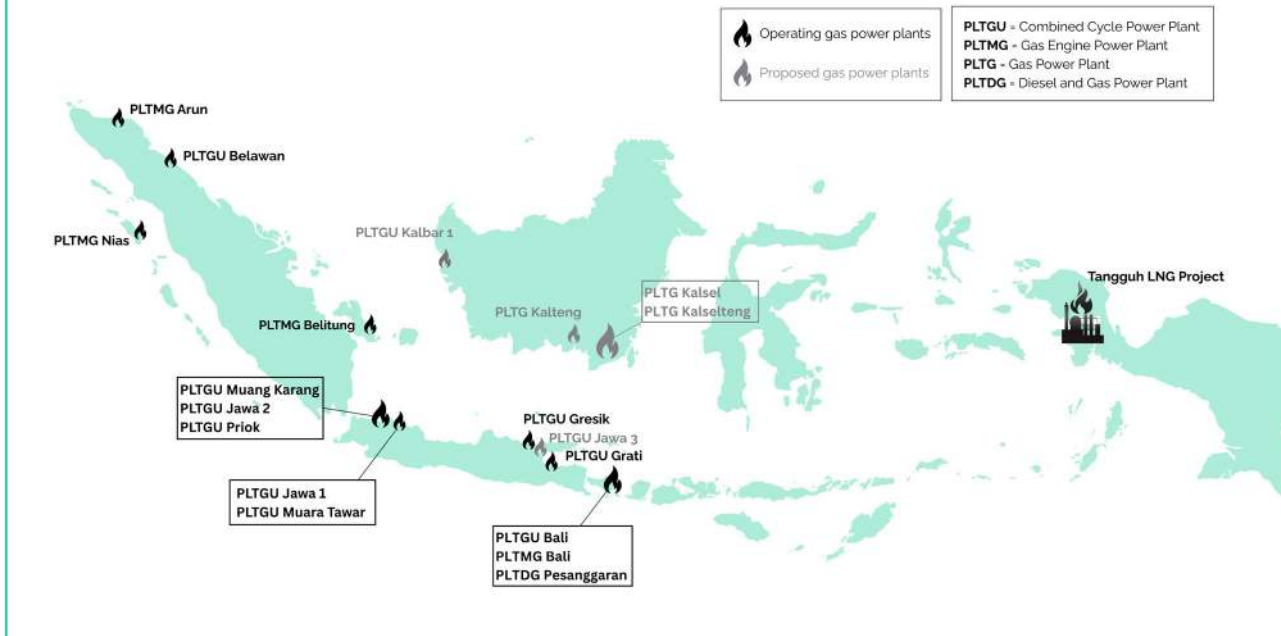 Operating gas power plants
Proposed gas power plants
PLTGU = Combined Cycle Power Plant
PLTMG = Gas Engine Power Plant
PLTG = Gas Power Plant
PLTDG = Diesel and Gas Power Plant
PLTMG Arun
PLTGU Belawan
PLTMG Nias
PLTGU Kalbar 1
Tangguh LNG Project
PLTG Kalsel
PLTG Kalselteng
PLTG Kalteng
PLTMG Belitung
PLTGU Muang Karang
PLTGU Jawa 2
PLTGU Priok
PLTGU Gresik
PLTGU Jawa 3
PLTGU Grati
PLTGU Jawa 1
PLTGU Muara Tawar
PLTGU Bali
PLTMG Bali
PLTDG Pesanggaran